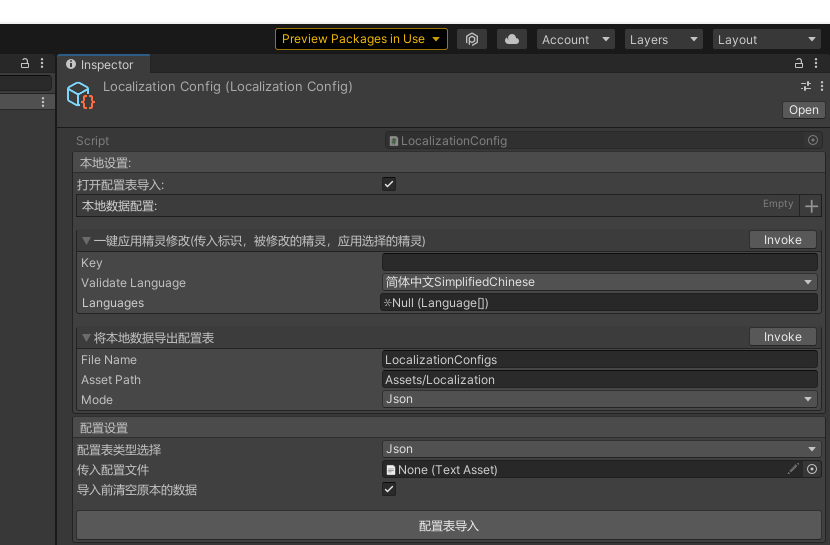 Preview Packages in Use Account Layers Layout
Inspector
Localization Config (Localization Config)
Open
Script LocalizationConfig
本地设置:
打开配置表导入:
本地数据配置: Empty
一键应用精灵修改(传入标识，被修改的精灵，应用选择的精灵) Invoke
Key
Validate Language 简体中文SimplifiedChinese
Languages Null (Language[])
将本地数据导出配置表 Invoke
File Name LocalizationConfigs
Asset Path Assets/Localization
Mode Json
配置设置
配置表类型选择 Json
传入配置文件 None (Text Asset)
导入前清空原本的数据
配置表导入